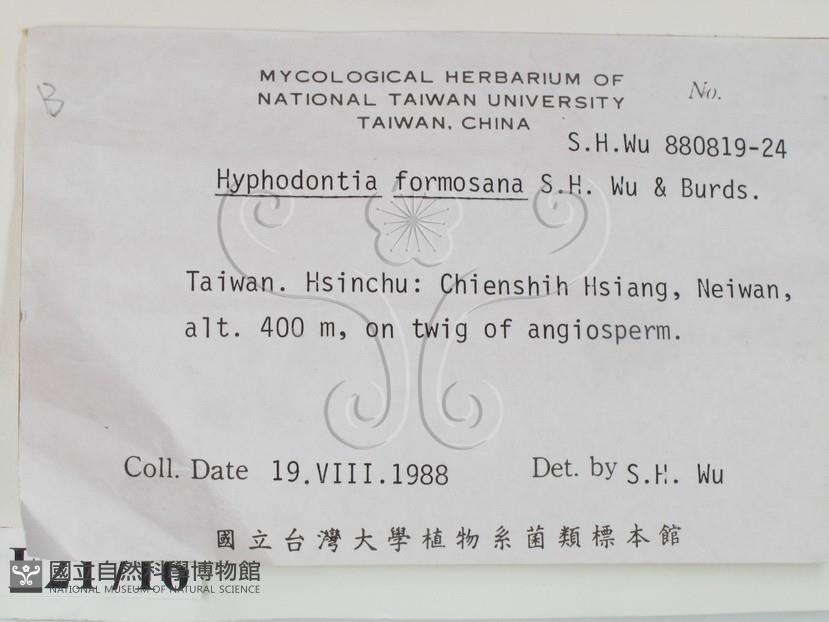 B
MYCOLOGICAL HERBARIUM OF
NATIONAL TAIWAN UNIVERSITY
TAIWAN, CHINA
No.
S.H.Wu 880819-24
Hyphodontia formosana S.H. Wu & Burds.
Taiwan. Hsinchu: Chienshih Hsiang, Neiwan,
alt. 400 m, on twig of angiosperm.
Coll. Date 19.VIII.1988
Det. by S.H. Wu
國立台灣大學植物系菌類標本館
國立自然科學博物館
NATIONAL MUSEUM OF NATURAL SCIENCE